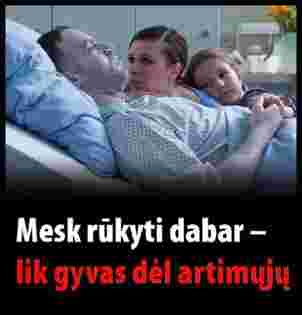 Mesk rūkyti dabar –
lik gyvas dėl artimųjų